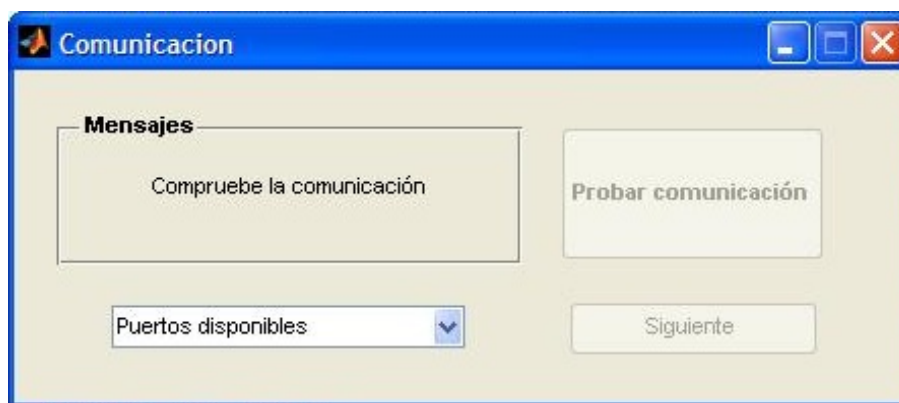 Comunicacion
Mensajes
Compruebe la comunicación
Probar comunicación
Puertos disponibles
Siguiente